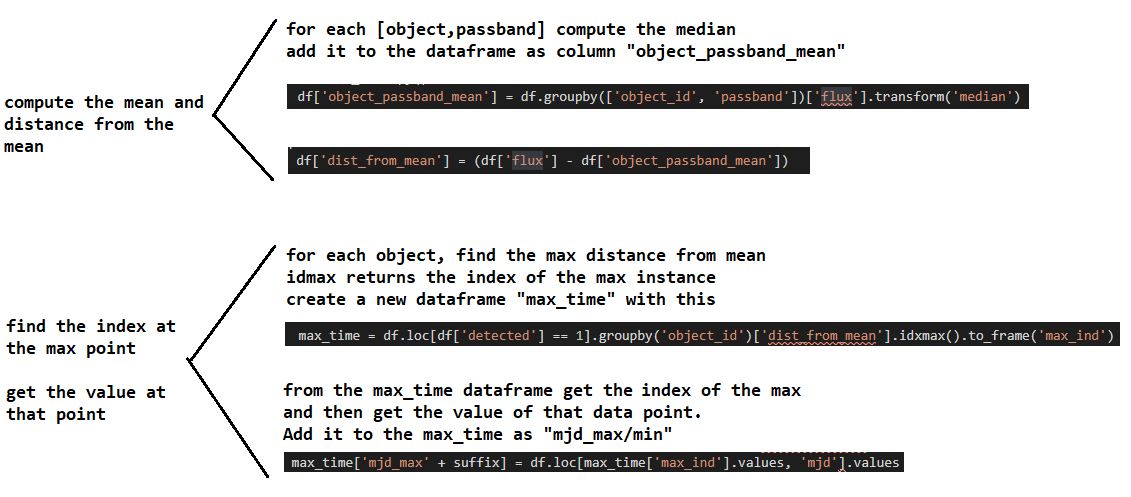 for each [object,passband] compute the median
add it to the dataframe as column "object_passband_mean"
df['object_passband_mean'] = df.groupby(['object_id', 'passband'])['flux'].transform('median')
compute the mean and
distance from the
mean
df['dist_from_mean'] = (df['flux'] - df['object_passband_mean'])
for each object, find the max distance from mean
idmax returns the index of the max instance
create a new dataframe "max_time" with this
max_time = df.loc[df['detected'] == 1].groupby('object_id')['dist_from_mean'].idxmax().to_frame('max_ind')
find the index at
the max point
get the value at
that point
from the max_time dataframe get the index of the max
and then get the value of that data point.
Add it to the max_time as "mjd_max/min"
max_time['mjd_max' + suffix] = df.loc[max_time['max_ind'].values, 'mjd'].values